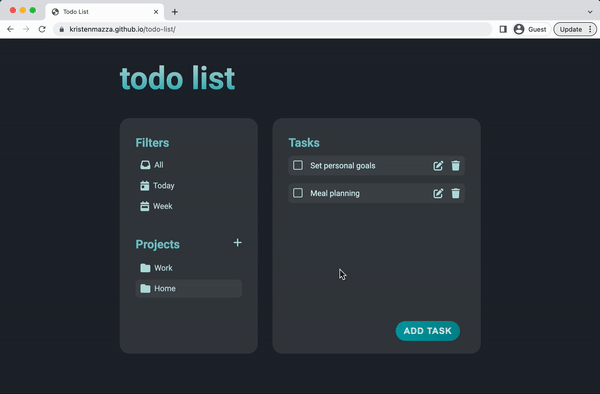 Todo List
kristenmazza.github.io/todo-list/
Guest
Update
todo list
Filters
All
Today
Week
Projects
Work
Home
Tasks
Set personal goals
Meal planning
ADD TASK